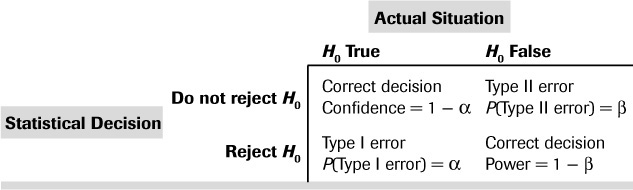 Actual Situation
H0 True H0 False
Do not reject H0 Correct decision Type II error
Confidence = 1 − α P(Type II error) = β
Statistical Decision
Reject H0 Type I error Correct decision
P(Type I error) = α Power = 1 − β